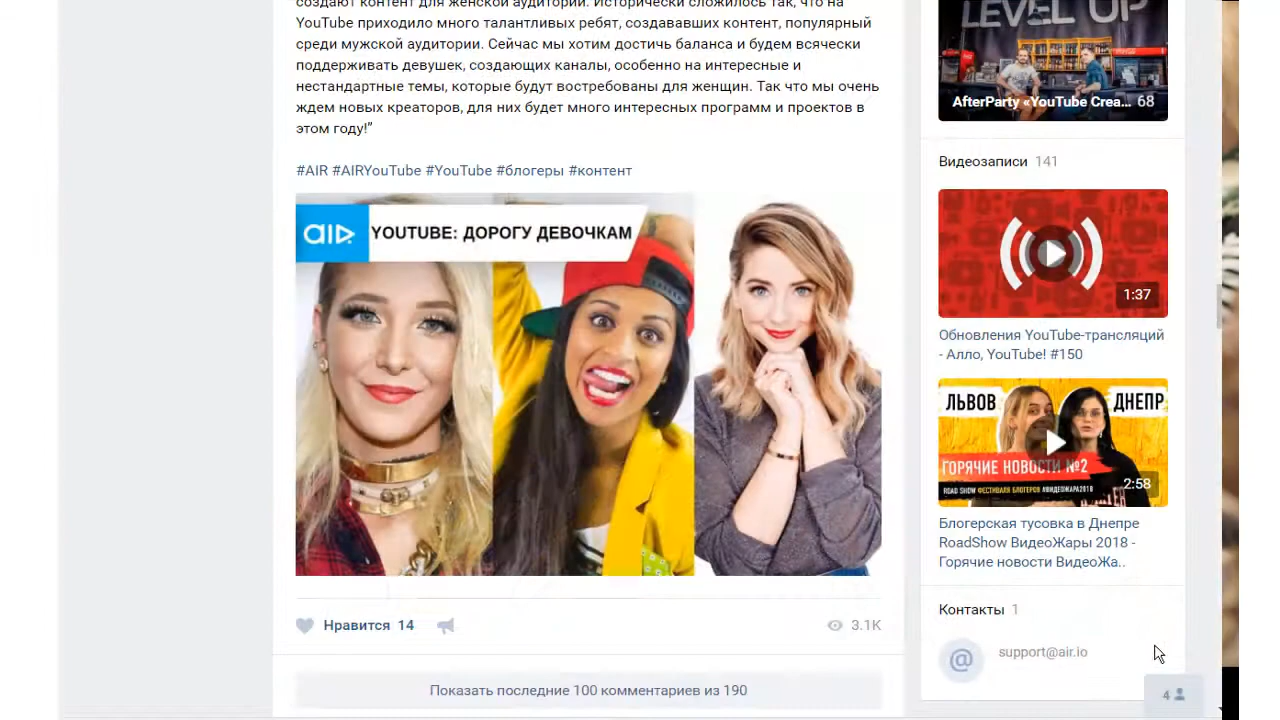 создают контент для женской аудитории. Исторически сложилось так, что на
YouTube приходило много талантливых ребят, создававших контент, популярный
среди мужской аудитории. Сейчас мы хотим достичь баланса и будем всячески
поддерживать девушек, создающих каналы, особенно на интересные и
нестандартные темы, которые будут востребованы для женщин. Так что мы очень
ждем новых креаторов, для них будет много интересных программ и проектов в
этом году!”
#AIR #AIRYouTube #YouTube #блогеры #контент
air YOUTUBE: ДОРОГУ ДЕВОЧКАМ
Нравится 14
3.1K
Показать последние 100 комментариев из 190
LEVEL UP
AfterParty «YouTube Crea... 68
Видеозаписи 141
1:37
Обновления YouTube-трансляций
- Алло, YouTube! #150
ЛЬВОВ ДНЕПР
ГОРЯЧИЕ НОВОСТИ №2
2:58
ROAD SHOW ФЕСТИВАЛЯ БЛОГЕРОВ #ВИДЕОЖАРА2018
Блогерская тусовка в Днепре
RoadShow ВидеоЖары 2018 -
Горячие новости ВидеоЖа..
Контакты 1
@ support@air.io
4